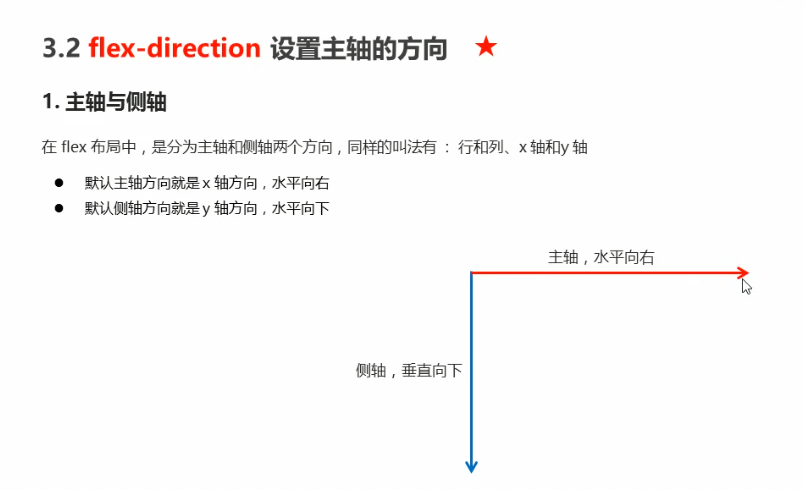 3.2 flex-direction 设置主轴的方向 ★
1. 主轴与侧轴
在 flex 布局中，是分为主轴和侧轴两个方向，同样的叫法有 ： 行和列、x 轴和y 轴
● 默认主轴方向就是 x 轴方向，水平向右
● 默认侧轴方向就是 y 轴方向，水平向下
主轴，水平向右
侧轴，垂直向下